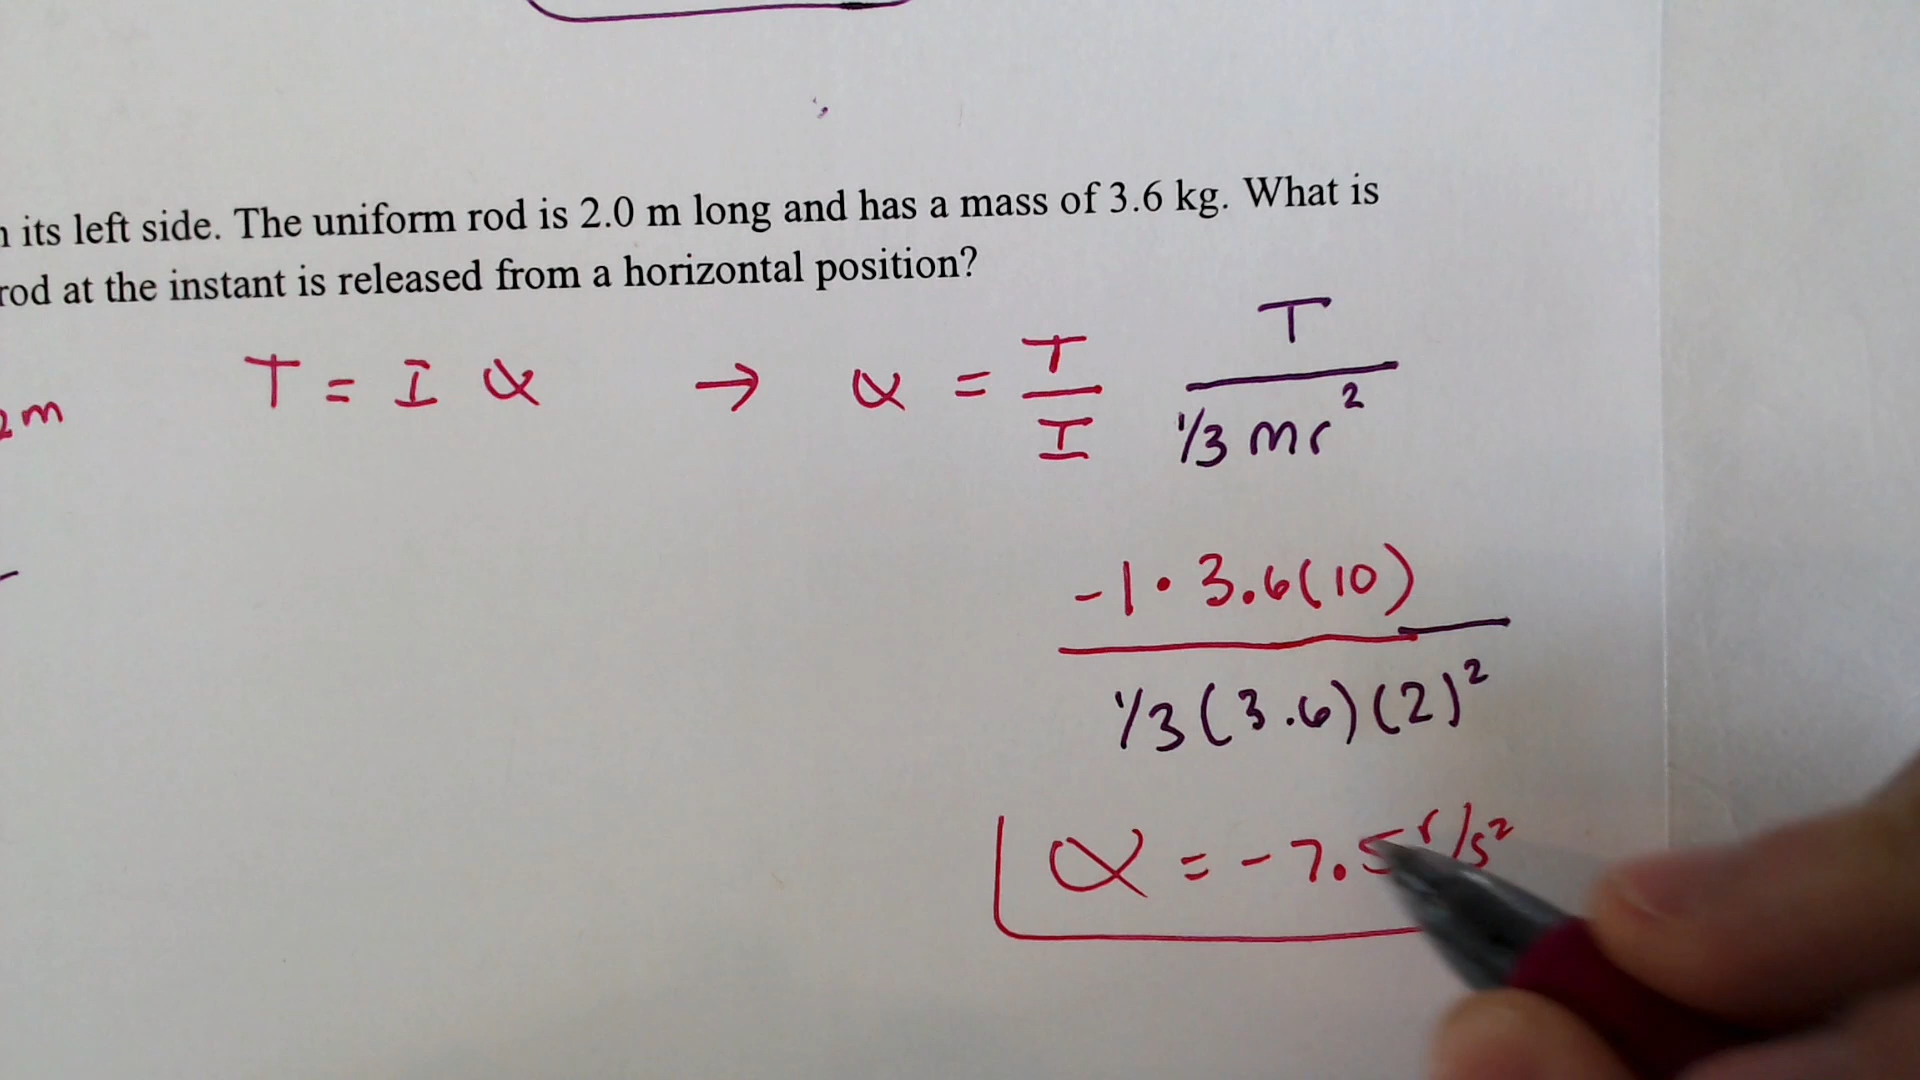 its left side. The uniform rod is 2.0 m long and has a mass of 3.6 kg. What is
rod at the instant is released from a horizontal position?
2m
T = I α → α = T/I T/(1/3 mr²)
-1 • 3.6(10)
1/3 (3.6)(2)²
α = -7.5 r/s²